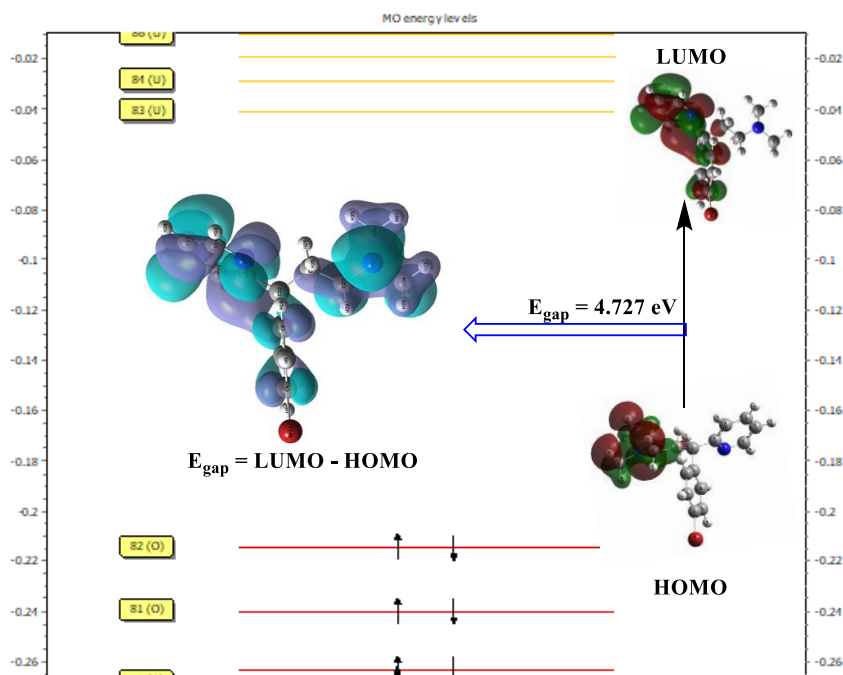 MO energy levels
86 (U)
-0.02 -0.02
LUMO
84 (U)
-0.04 83 (U) -0.04
-0.06 -0.06
-0.08 -0.08
-0.1 -0.1
Egap = 4.727 eV
-0.12 -0.12
-0.14 -0.14
-0.16 -0.16
Egap = LUMO - HOMO
-0.18 -0.18
-0.2 -0.2
82 (O)
-0.22 -0.22
HOMO
-0.24 81 (O) -0.24
-0.26 -0.26